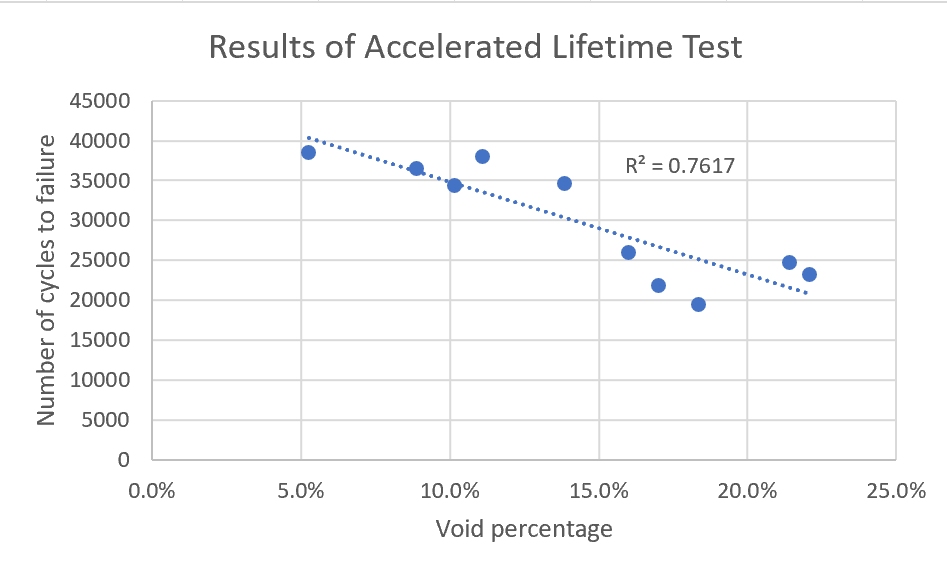 Results of Accelerated Lifetime Test
45000
40000
35000
30000
25000
20000
15000
10000
5000
0
Number of cycles to failure
R² = 0.7617
0.0% 5.0% 10.0% 15.0% 20.0% 25.0%
Void percentage